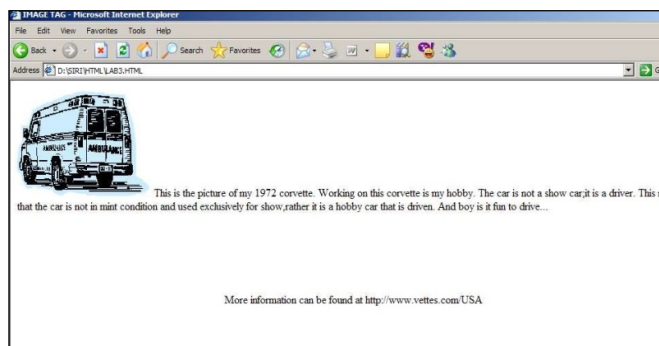 IMAGE TAG - Microsoft Internet Explorer
File Edit View Favorites Tools Help
Back Search Favorites
Address D:\SIRI\HTML\LAB3.HTML
AMBULANCE AMBULANCE
This is the picture of my 1972 corvette. Working on this corvette is my hobby. The car is not a show car;it is a driver. This
that the car is not in mint condition and used exclusively for show,rather it is a hobby car that is driven. And boy is it fun to drive...
More information can be found at http://www.vettes.com/USA